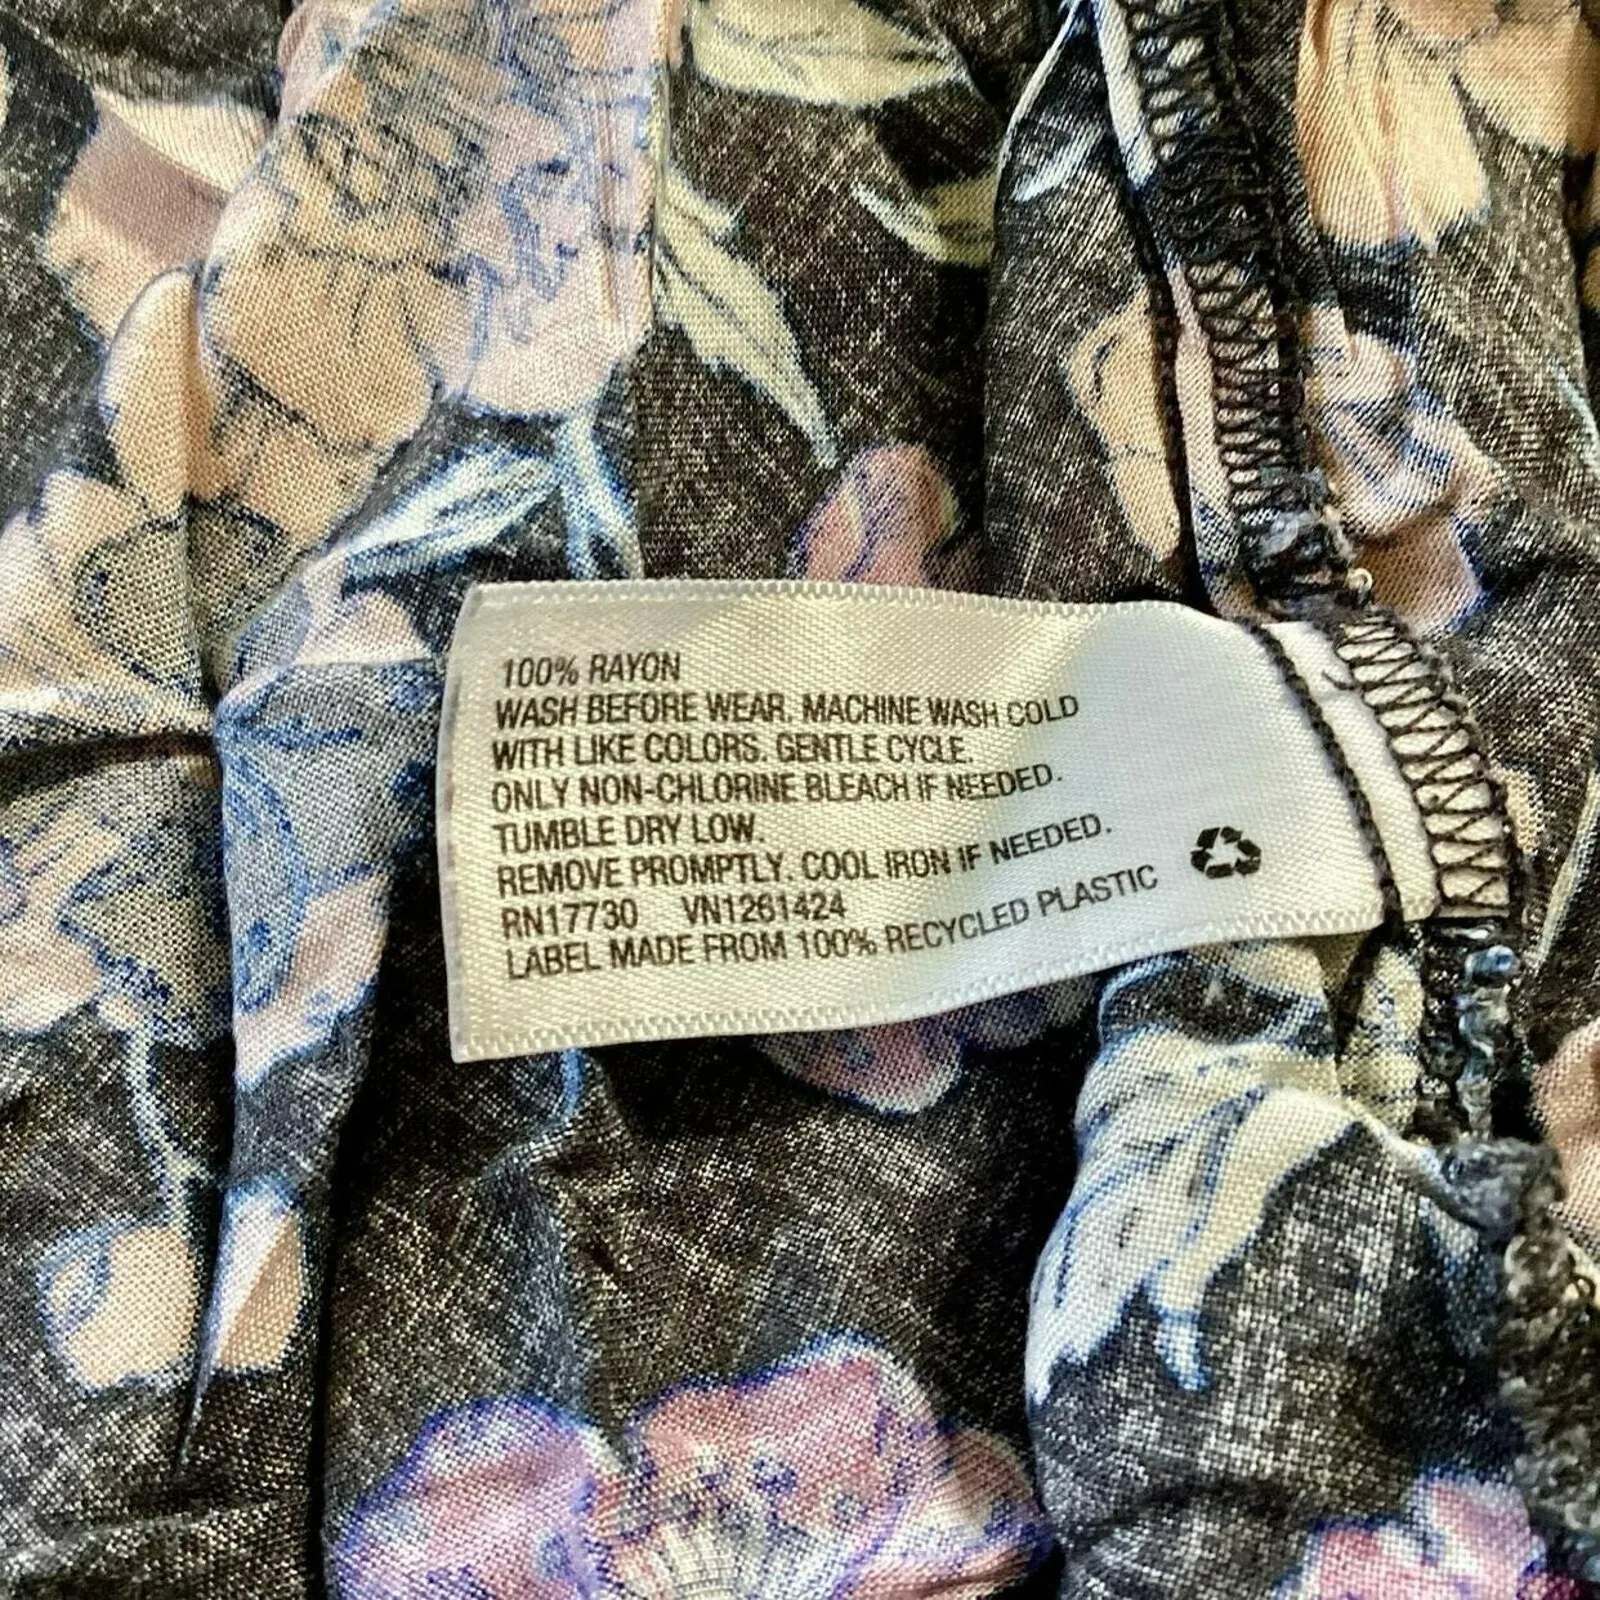 100% RAYON
WASH BEFORE WEAR. MACHINE WASH COLD
WITH LIKE COLORS. GENTLE CYCLE.
ONLY NON-CHLORINE BLEACH IF NEEDED.
TUMBLE DRY LOW.
REMOVE PROMPTLY. COOL IRON IF NEEDED.
RN17730 VN1261424
LABEL MADE FROM 100% RECYCLED PLASTIC